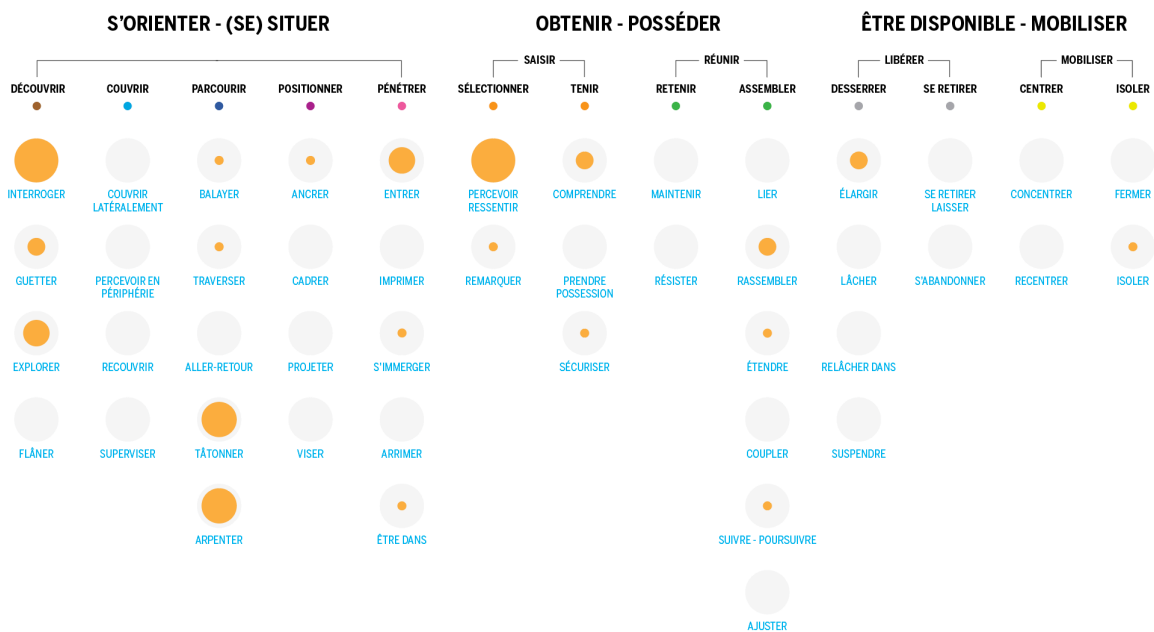 S'ORIENTER - (SE) SITUER
OBTENIR - POSSÉDER
ÊTRE DISPONIBLE - MOBILISER
SAISIR
RÉUNIR
LIBÉRER
MOBILISER
DÉCOUVRIR
COUVRIR
PARCOURIR
POSITIONNER
PÉNÉTRER
SÉLECTIONNER
TENIR
RETENIR
ASSEMBLER
DESSERRER
SE RETIRER
CENTRER
ISOLER
INTERROGER
COUVRIR
LATÉRALEMENT
BALAYER
ANCRER
ENTRER
PERCEVOIR
RESSENTIR
COMPRENDRE
MAINTENIR
LIER
ÉLARGIR
SE RETIRER
LAISSER
CONCENTRER
FERMER
GUETTER
PERCEVOIR EN
PÉRIPHÉRIE
TRAVERSER
CADRER
IMPRIMER
REMARQUER
PRENDRE
POSSESSION
RÉSISTER
RASSEMBLER
LÂCHER
S'ABANDONNER
RECENTRER
ISOLER
EXPLORER
RECOUVRIR
ALLER-RETOUR
PROJETER
S'IMMERGER
SÉCURISER
ÉTENDRE
RELÂCHER DANS
FLÂNER
SUPERVISER
TÂTONNER
VISER
ARRIMER
COUPLER
SUSPENDRE
ARPENTER
ÊTRE DANS
SUIVRE - POURSUIVRE
AJUSTER